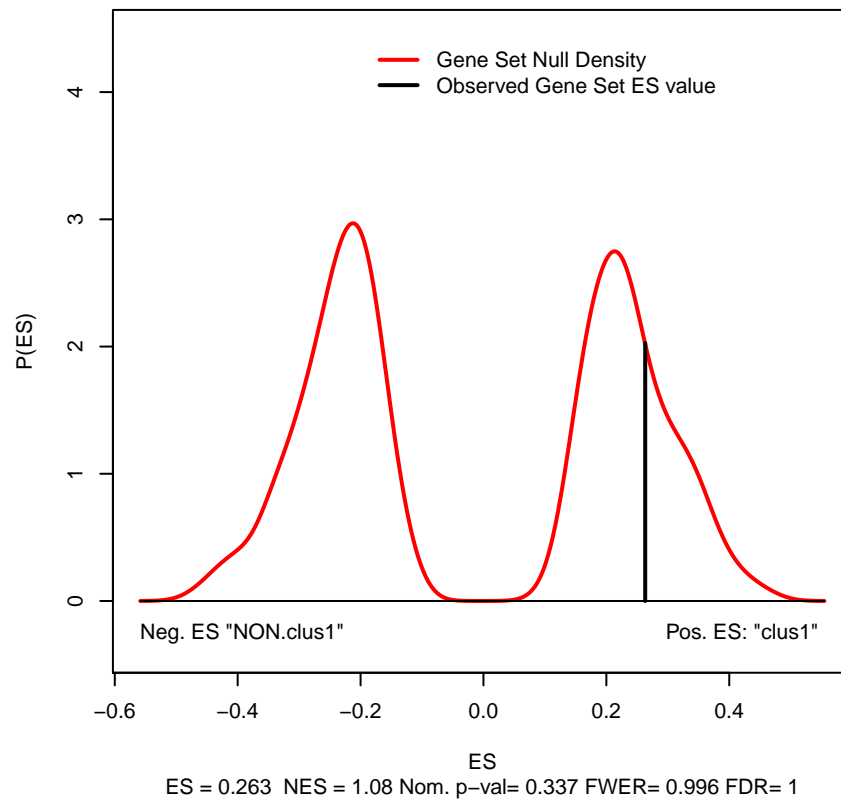 Gene Set Null Density
Observed Gene Set ES value
4
3
2
1
0
P(ES)
Neg. ES "NON.clus1"
Pos. ES: "clus1"
−0.6
−0.4
−0.2
0.0
0.2
0.4
ES
ES = 0.263 NES = 1.08 Nom. p−val= 0.337 FWER= 0.996 FDR= 1